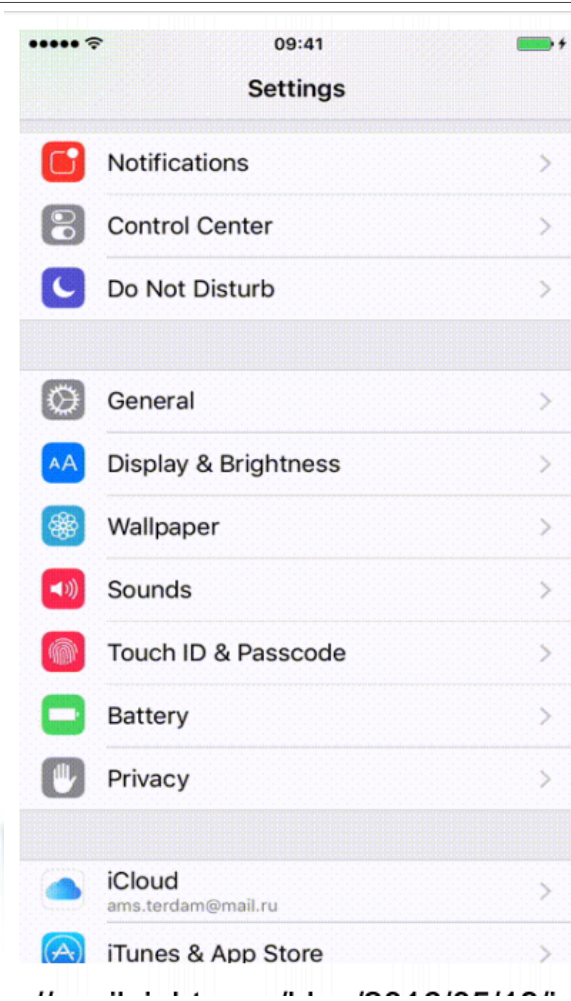 09:41
Settings
Notifications
Control Center
Do Not Disturb
General
AA Display & Brightness
Wallpaper
Sounds
Touch ID & Passcode
Battery
Privacy
iCloud
ams.terdam@mail.ru
iTunes & App Store